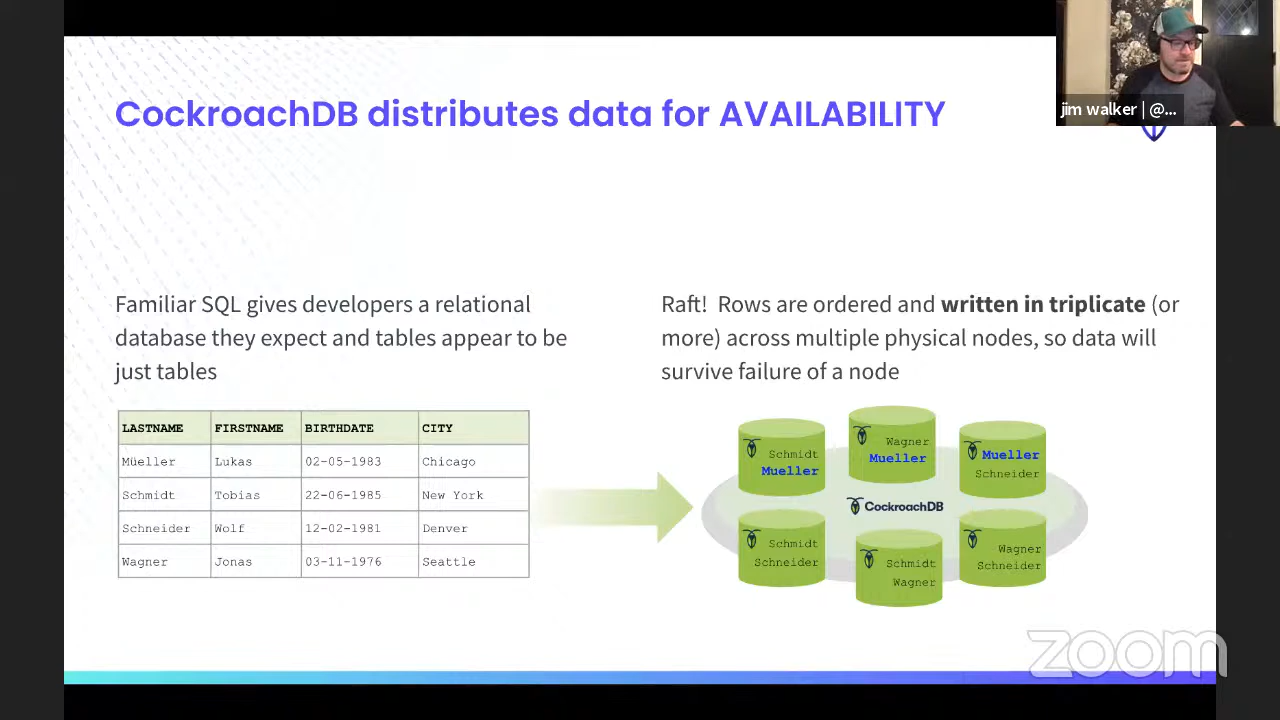 CockroachDB distributes data for AVAILABILITY
jim walker | @...
Familiar SQL gives developers a relational
database they expect and tables appear to be
just tables
Raft! Rows are ordered and written in triplicate (or
more) across multiple physical nodes, so data will
survive failure of a node
LASTNAME FIRSTNAME BIRTHDATE CITY
Müeller Lukas 02-05-1983 Chicago
Schmidt Tobias 22-06-1985 New York
Schneider Wolf 12-02-1981 Denver
Wagner Jonas 03-11-1976 Seattle
Schmidt
Mueller
Wagner
Mueller
Mueller
Schneider
CockroachDB
Schmidt
Schneider
Schmidt
Wagner
Wagner
Schneider
zoom